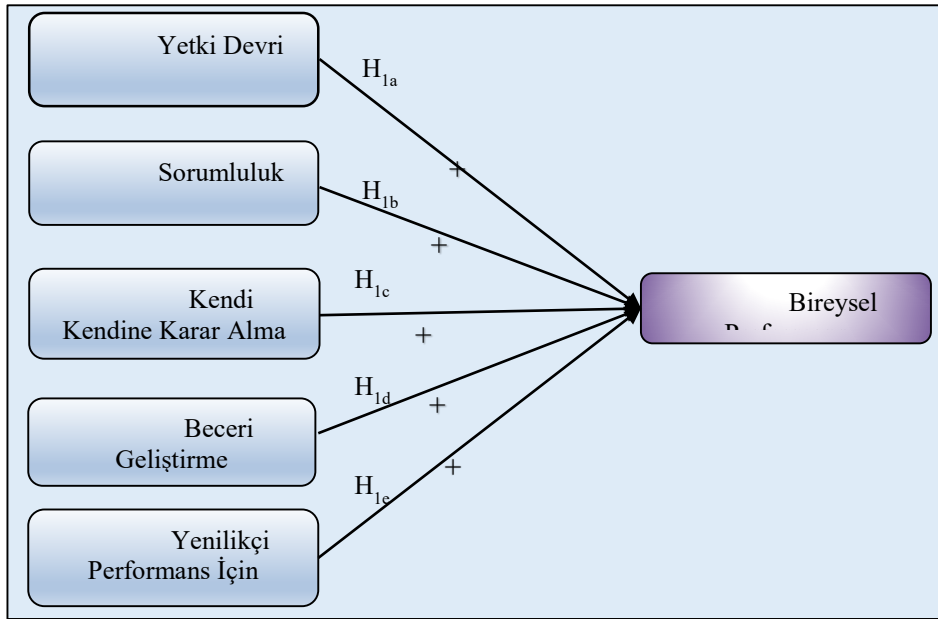 Yetki Devri
H1a
+
Sorumluluk
H1b
+
Kendi
Kendine Karar Alma
H1c
+
Bireysel
Beceri
Geliştirme
H1d
+
Yenilikçi
Performans İçin
H1e
+